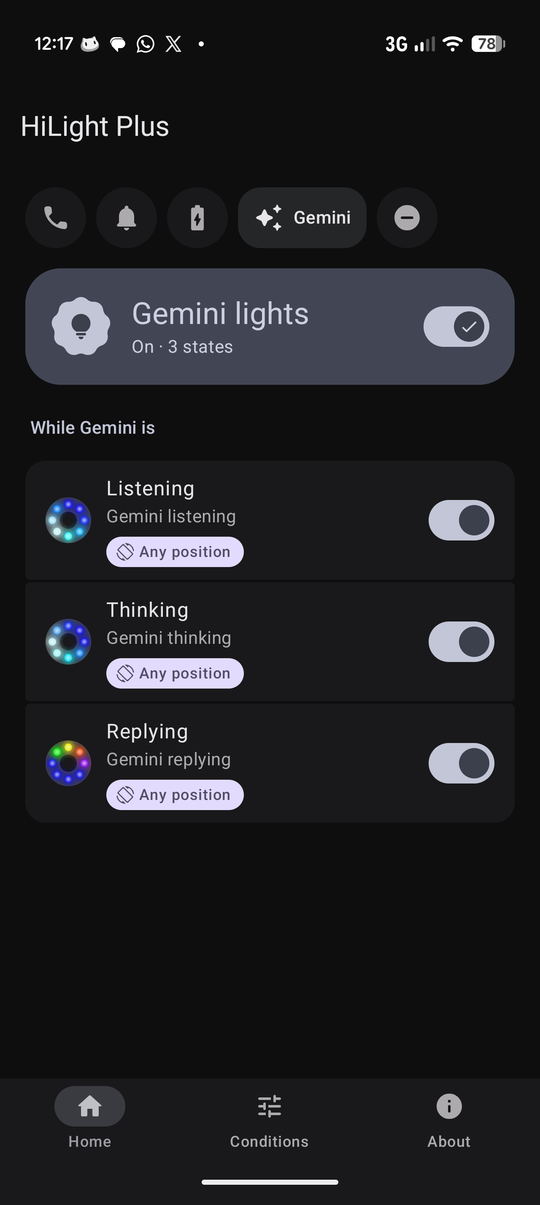 12:17
3G
78
HiLight Plus
Gemini
Gemini lights
On · 3 states
While Gemini is
Listening
Gemini listening
Any position
Thinking
Gemini thinking
Any position
Replying
Gemini replying
Any position
Home
Conditions
About